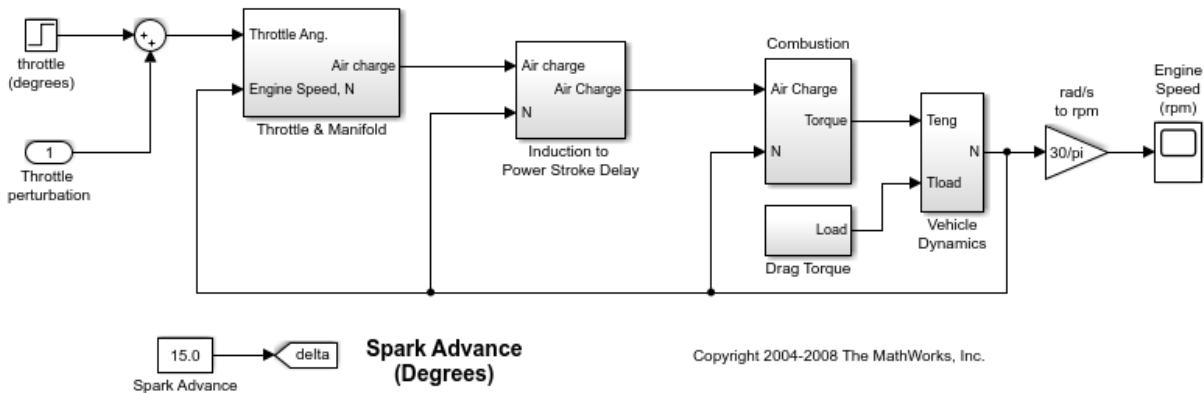 throttle
(degrees)
+
+
1
Throttle
perturbation
Throttle Ang.
Air charge
Engine Speed, N
Throttle & Manifold
Air charge
Air Charge
N
Induction to
Power Stroke Delay
Combustion
Air Charge
Torque
N
Load
Drag Torque
Teng
N
Tload
Vehicle
Dynamics
rad/s
to rpm
30/pi
Engine
Speed
(rpm)
15.0
Spark Advance
delta
Spark Advance
(Degrees)
Copyright 2004-2008 The MathWorks, Inc.